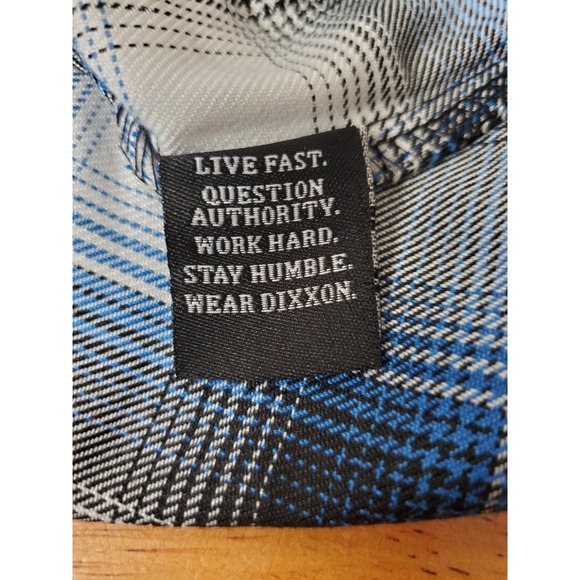 LIVE FAST.
QUESTION
AUTHORITY.
WORK HARD.
STAY HUMBLE.
WEAR DIXXON.